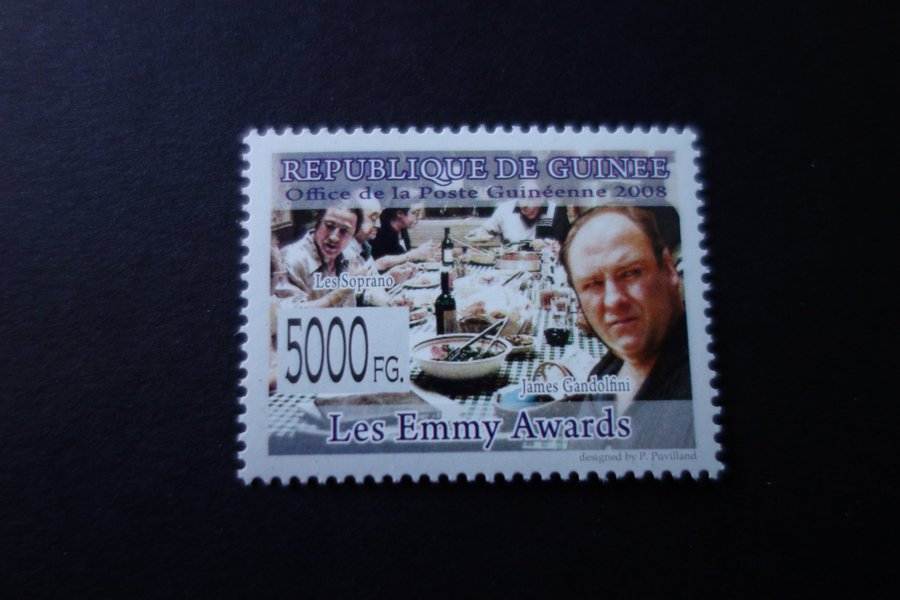 REPUBLIQUE DE GUINEE
Office de la Poste Guinéenne 2008
Les Soprano
5000 FG.
James Gandolfini
Les Emmy Awards
designed by P. Puvilland